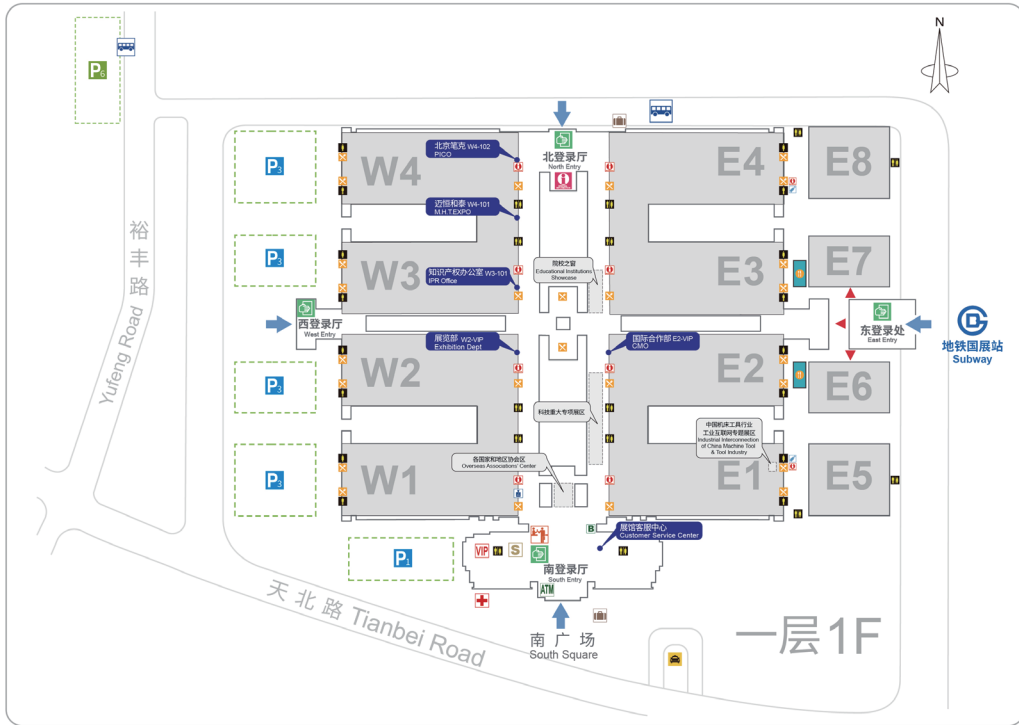 N
P6
北京笔克 W4-102
PICO
北登录厅
North Entry
W4
E4
E8
P3
迈恒和泰 W4-101
M.H.T.EXPO
裕丰路
Yufeng Road
P3
院校之窗
Educational Institutions
Showcase
知识产权办公室 W3-101
IPR Office
W3
E3
E7
西登录厅
West Entry
东登录处
East Entry
地铁国展站
Subway
展览部 W2-VIP
Exhibition Dept
国际合作部 E2-VIP
CMO
W2
E2
E6
P3
科技重大专项展区
中国机床工具行业
工业互联网专题展区
Industrial Interconnection
of China Machine Tool
& Tool Industry
各国家和地区协会区
Overseas Associations' Center
W1
E1
E5
P3
展馆客服中心
Customer Service Center
B
P1
VIP
S
南登录厅
South Entry
ATM
天北路 Tianbei Road
南广场
South Square
一层 1F